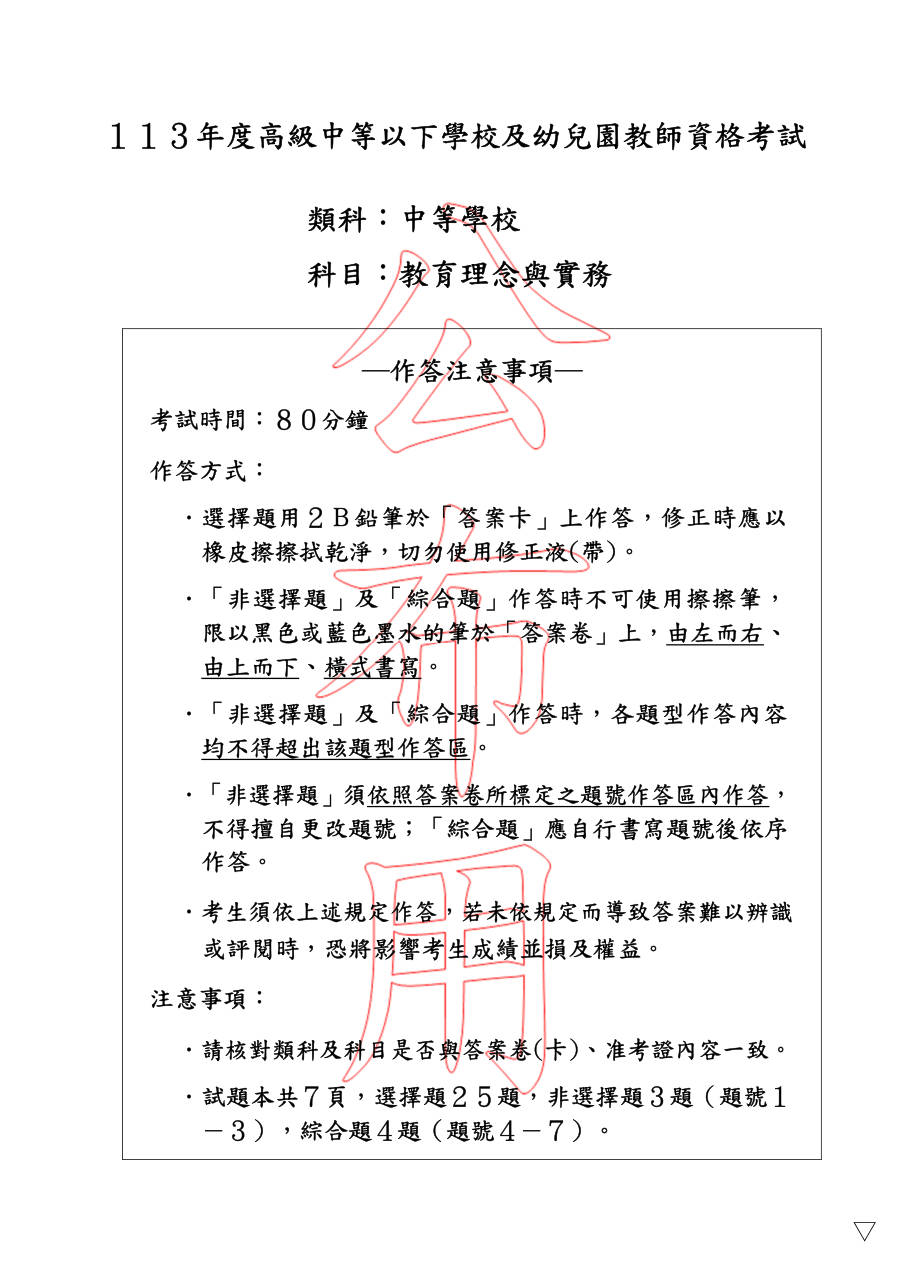 １１３年度高級中等以下學校及幼兒園教師資格考試
類科：中等學校
科目：教育理念與實務
—作答注意事項—
考試時間：８０分鐘
作答方式：
．選擇題用２Ｂ鉛筆於「答案卡」上作答，修正時應以
橡皮擦擦拭乾淨，切勿使用修正液(帶)。
．「非選擇題」及「綜合題」作答時不可使用擦擦筆，
限以黑色或藍色墨水的筆於「答案卷」上，由左而右、
由上而下、橫式書寫。
．「非選擇題」及「綜合題」作答時，各題型作答內容
均不得超出該題型作答區。
．「非選擇題」須依照答案卷所標定之題號作答區內作答，
不得擅自更改題號；「綜合題」應自行書寫題號後依序
作答。
．考生須依上述規定作答，若未依規定而導致答案難以辨識
或評閱時，恐將影響考生成績並損及權益。
注意事項：
．請核對類科及科目是否與答案卷(卡)、准考證內容一致。
．試題本共７頁，選擇題２５題，非選擇題３題（題號１
－３），綜合題４題（題號４－７）。
公布用